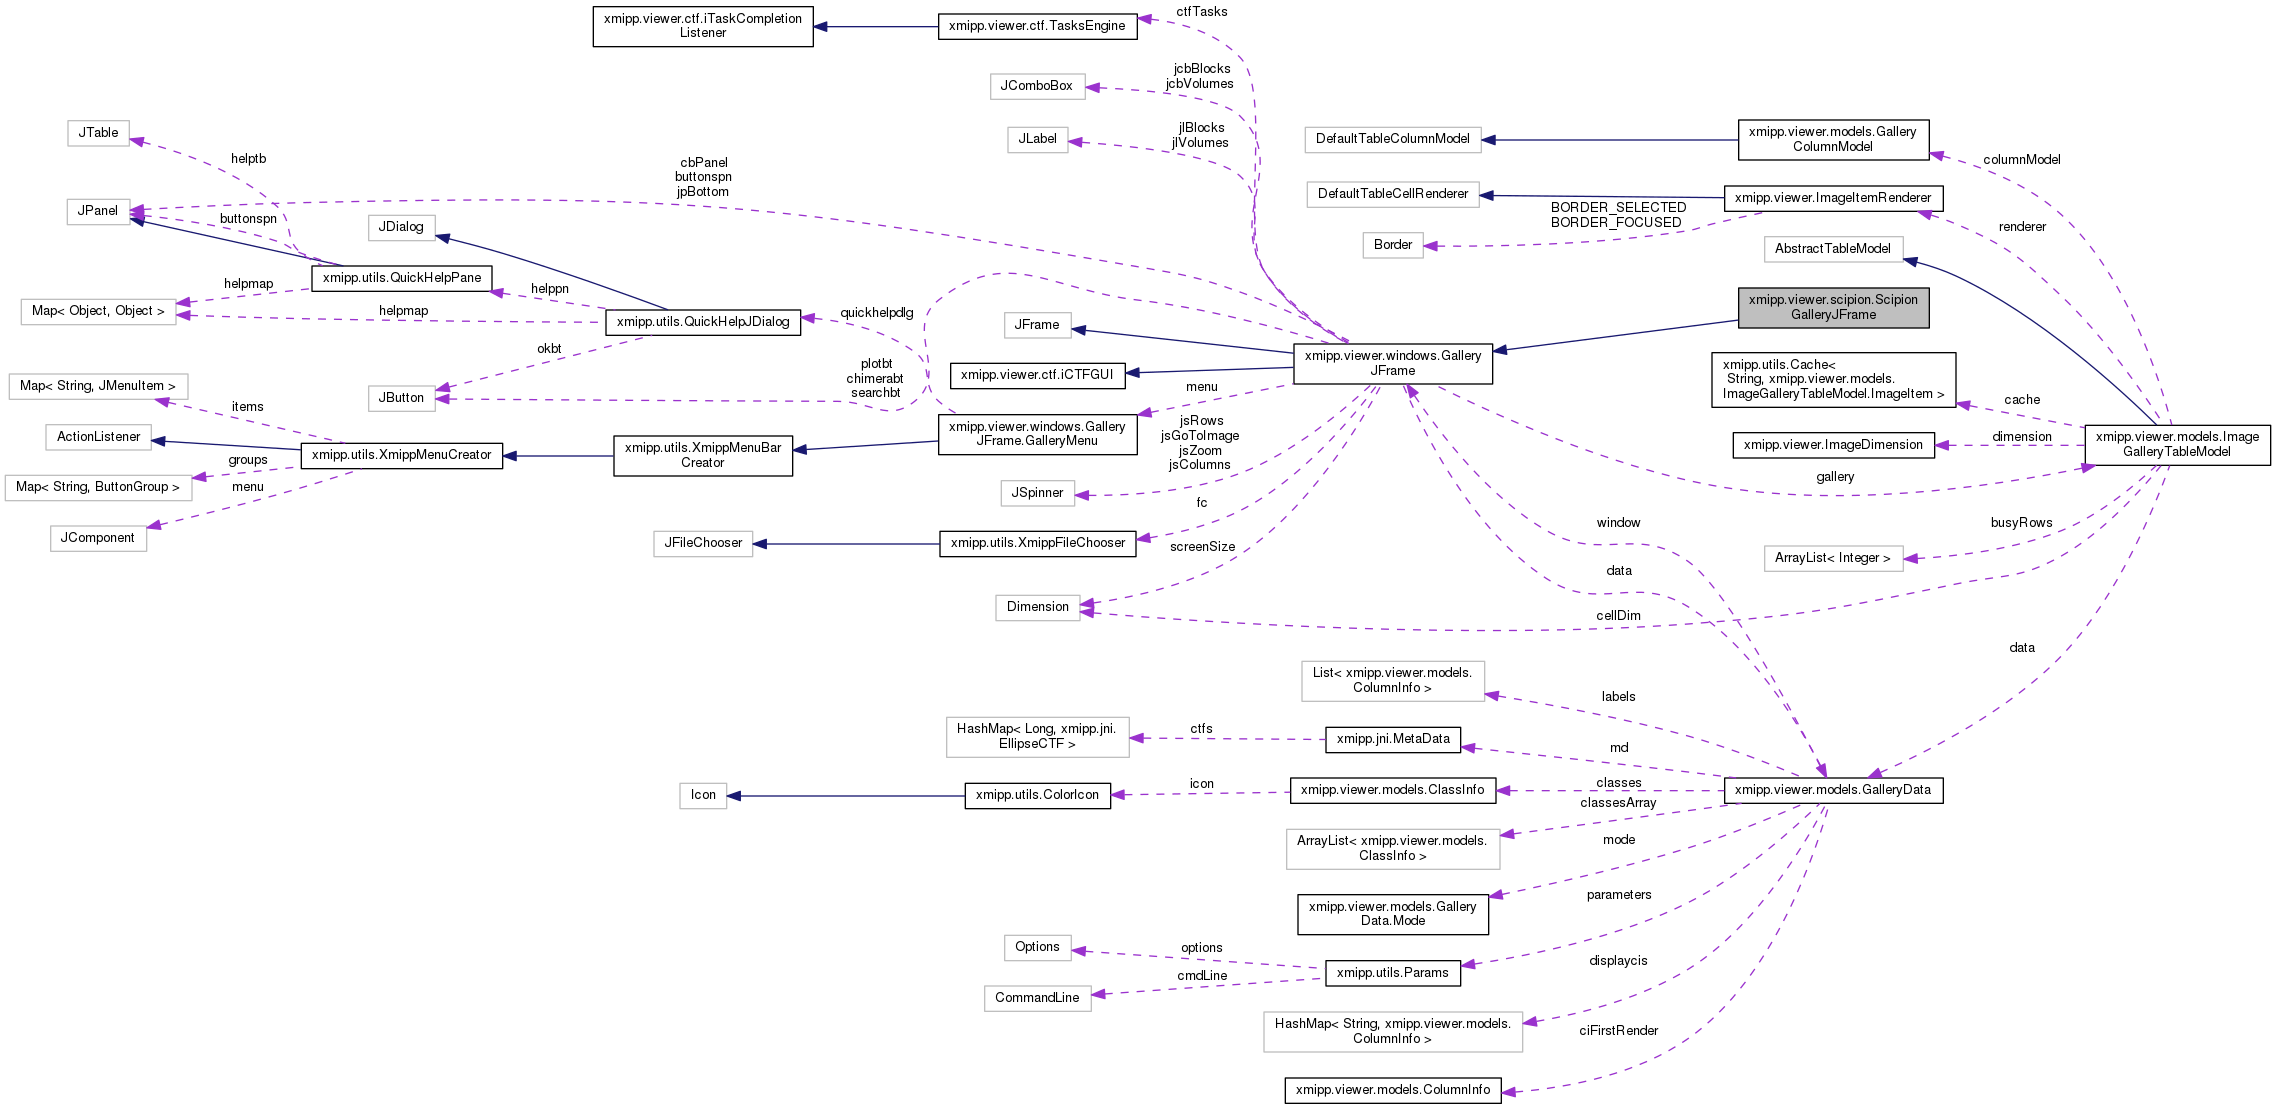 xmipp.viewer.ctf.iTaskCompletion
Listener
xmipp.viewer.ctf.TasksEngine
ctfTasks
JComboBox
jcbBlocks
jcbVolumes
JLabel
jlBlocks
jlVolumes
DefaultTableColumnModel
xmipp.viewer.models.Gallery
ColumnModel
columnModel
JTable
helptb
cbPanel
buttonspn
jpBottom
JPanel
buttonspn
JDialog
DefaultTableCellRenderer
xmipp.viewer.ImageItemRenderer
BORDER_SELECTED
BORDER_FOCUSED
Border
renderer
AbstractTableModel
xmipp.utils.QuickHelpPane
helpmap
helppn
Map< Object, Object >
helpmap
xmipp.utils.QuickHelpJDialog
quickhelpdlg
okbt
JFrame
xmipp.viewer.scipion.Scipion
GalleryJFrame
xmipp.viewer.windows.Gallery
JFrame
xmipp.viewer.ctf.iCTFGUI
plotbt
chimerabt
searchbt
JButton
menu
xmipp.utils.Cache<
String, xmipp.viewer.models.
ImageGalleryTableModel.ImageItem >
cache
Map< String, JMenuItem >
items
ActionListener
xmipp.utils.XmippMenuCreator
groups
Map< String, ButtonGroup >
menu
JComponent
xmipp.utils.XmippMenuBar
Creator
xmipp.viewer.windows.Gallery
JFrame.GalleryMenu
jsRows
jsGoToImage
jsZoom
jsColumns
JSpinner
xmipp.viewer.ImageDimension
dimension
xmipp.viewer.models.Image
GalleryTableModel
gallery
fc
JFileChooser
xmipp.utils.XmippFileChooser
screenSize
window
busyRows
ArrayList< Integer >
data
Dimension
cellDim
data
List< xmipp.viewer.models.
ColumnInfo >
labels
HashMap< Long, xmipp.jni.
EllipseCTF >
ctfs
xmipp.jni.MetaData
md
Icon
xmipp.utils.ColorIcon
icon
xmipp.viewer.models.ClassInfo
classes
xmipp.viewer.models.GalleryData
classesArray
ArrayList< xmipp.viewer.models.
ClassInfo >
mode
xmipp.viewer.models.Gallery
Data.Mode
parameters
Options
options
xmipp.utils.Params
cmdLine
CommandLine
displaycis
HashMap< String, xmipp.viewer.models.
ColumnInfo >
ciFirstRender
xmipp.viewer.models.ColumnInfo